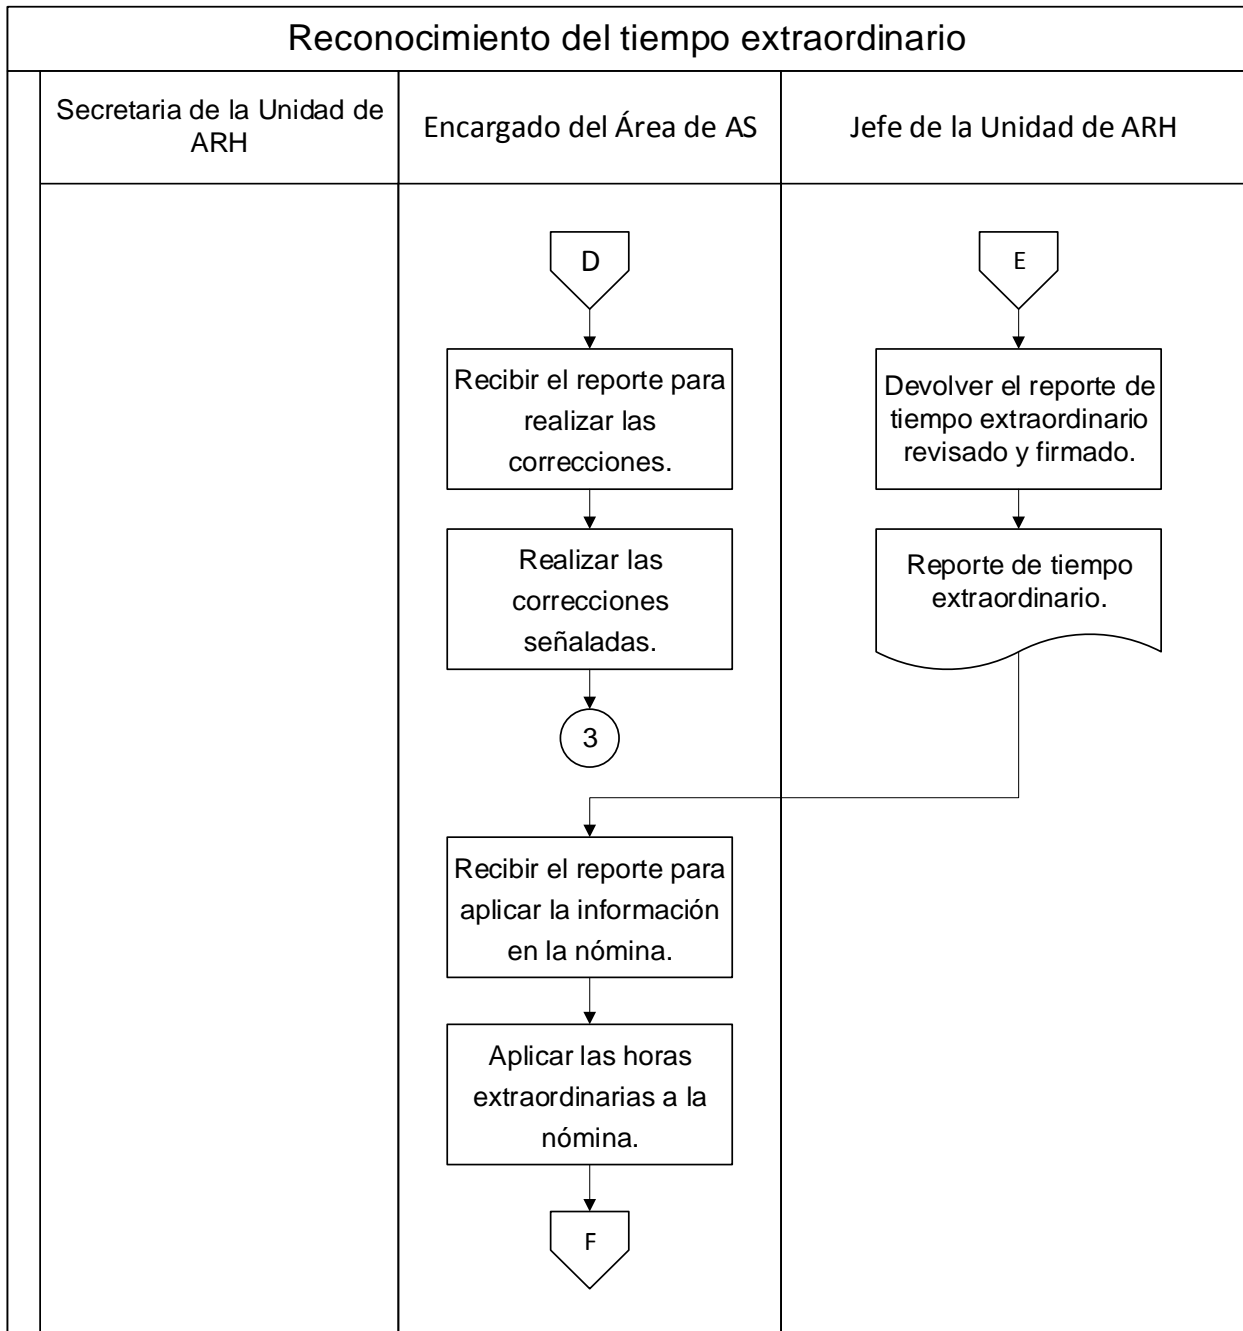 Reconocimiento del tiempo extraordinario
Secretaria de la Unidad de
ARH
Encargado del Área de AS
Jefe de la Unidad de ARH
D
Recibir el reporte para
realizar las
correcciones.
Realizar las
correcciones
señaladas.
3
E
Devolver el reporte de
tiempo extraordinario
revisado y firmado.
Reporte de tiempo
extraordinario.
Recibir el reporte para
aplicar la información
en la nómina.
Aplicar las horas
extraordinarias a la
nómina.
F